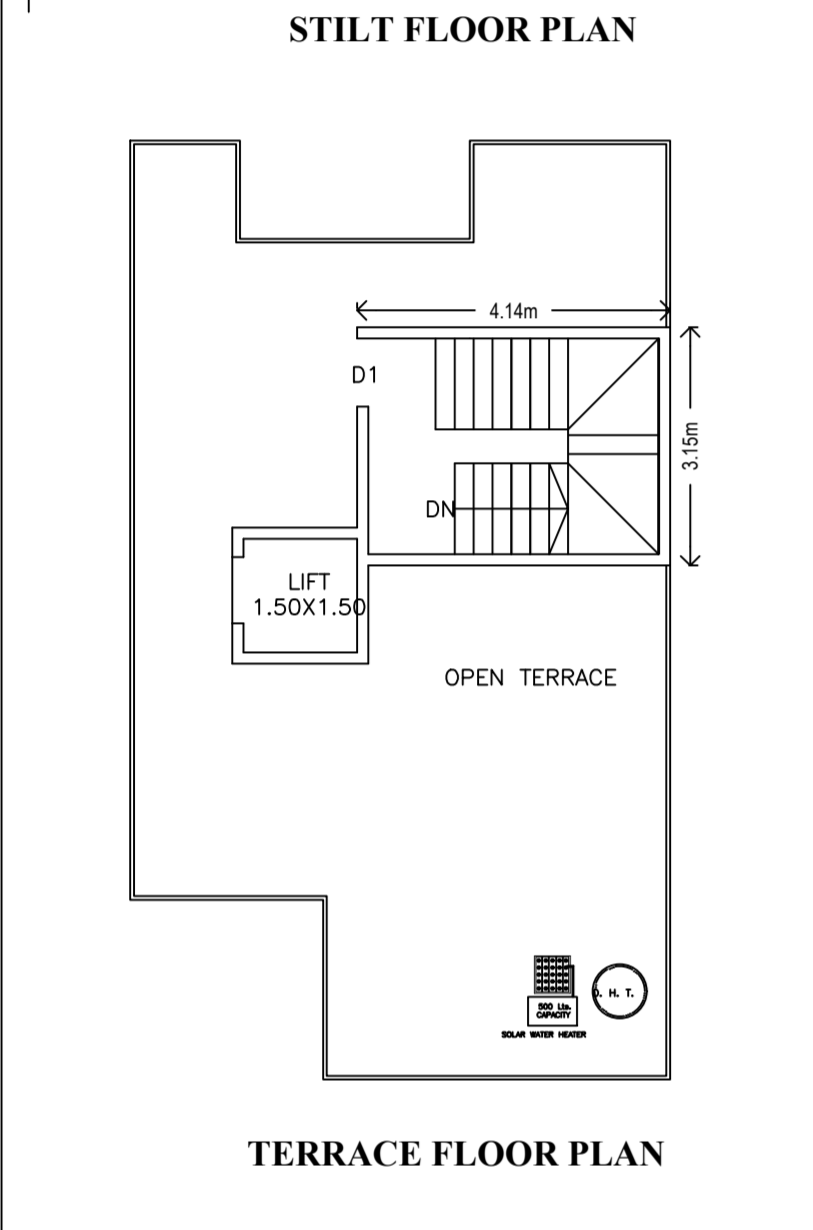 STILT FLOOR PLAN
4.14m
D1
3.15m
DN
LIFT
1.50X1.50
OPEN TERRACE
500 Lts.
CAPACITY
SOLAR WATER HEATER
O. H. T.
TERRACE FLOOR PLAN